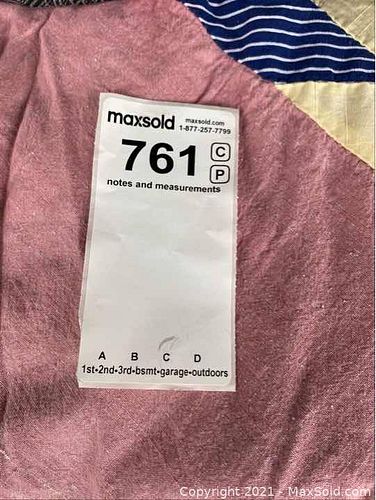 maxsold maxsold.com
1-877-257-7799
761 C
P
notes and measurements
A B C D
1st-2nd-3rd-bsmt-garage-outdoors
Copyright 2021 - MaxSold.com